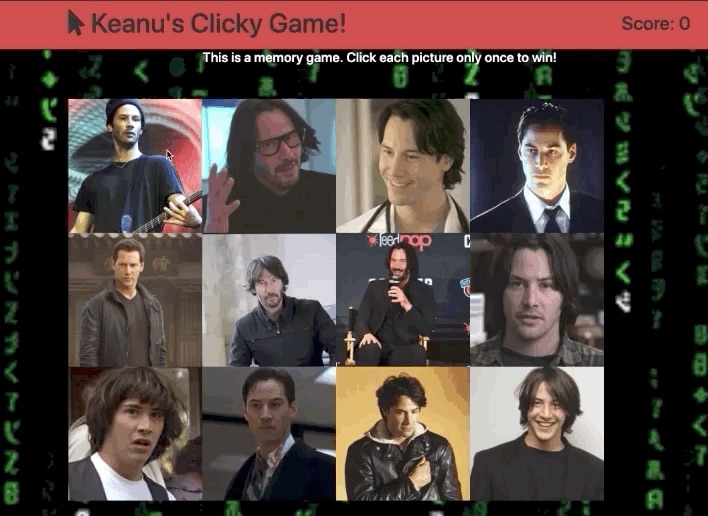 Keanu's Clicky Game!
Score: 0
This is a memory game. Click each picture only once to win!